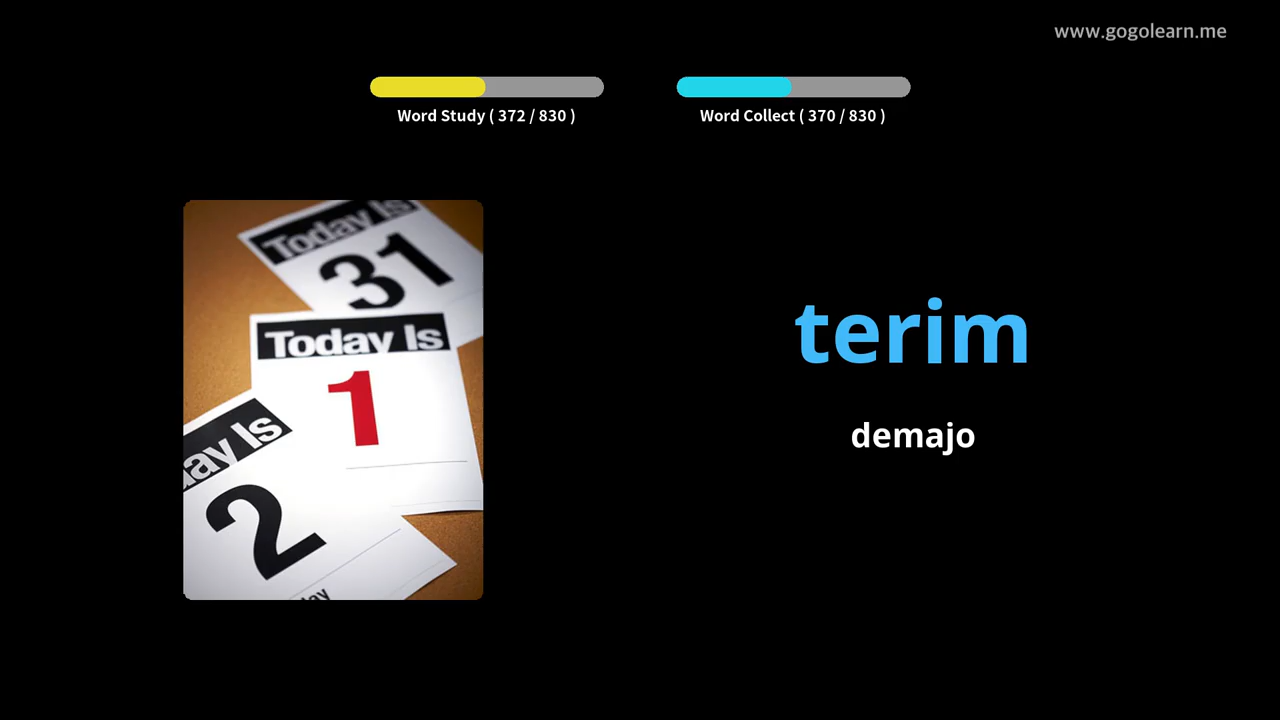 www.gogolearn.me
Word Study ( 372 / 830 )
Word Collect ( 370 / 830 )
Today Is
31
Today Is
1
ay Is
2
terim
demajo